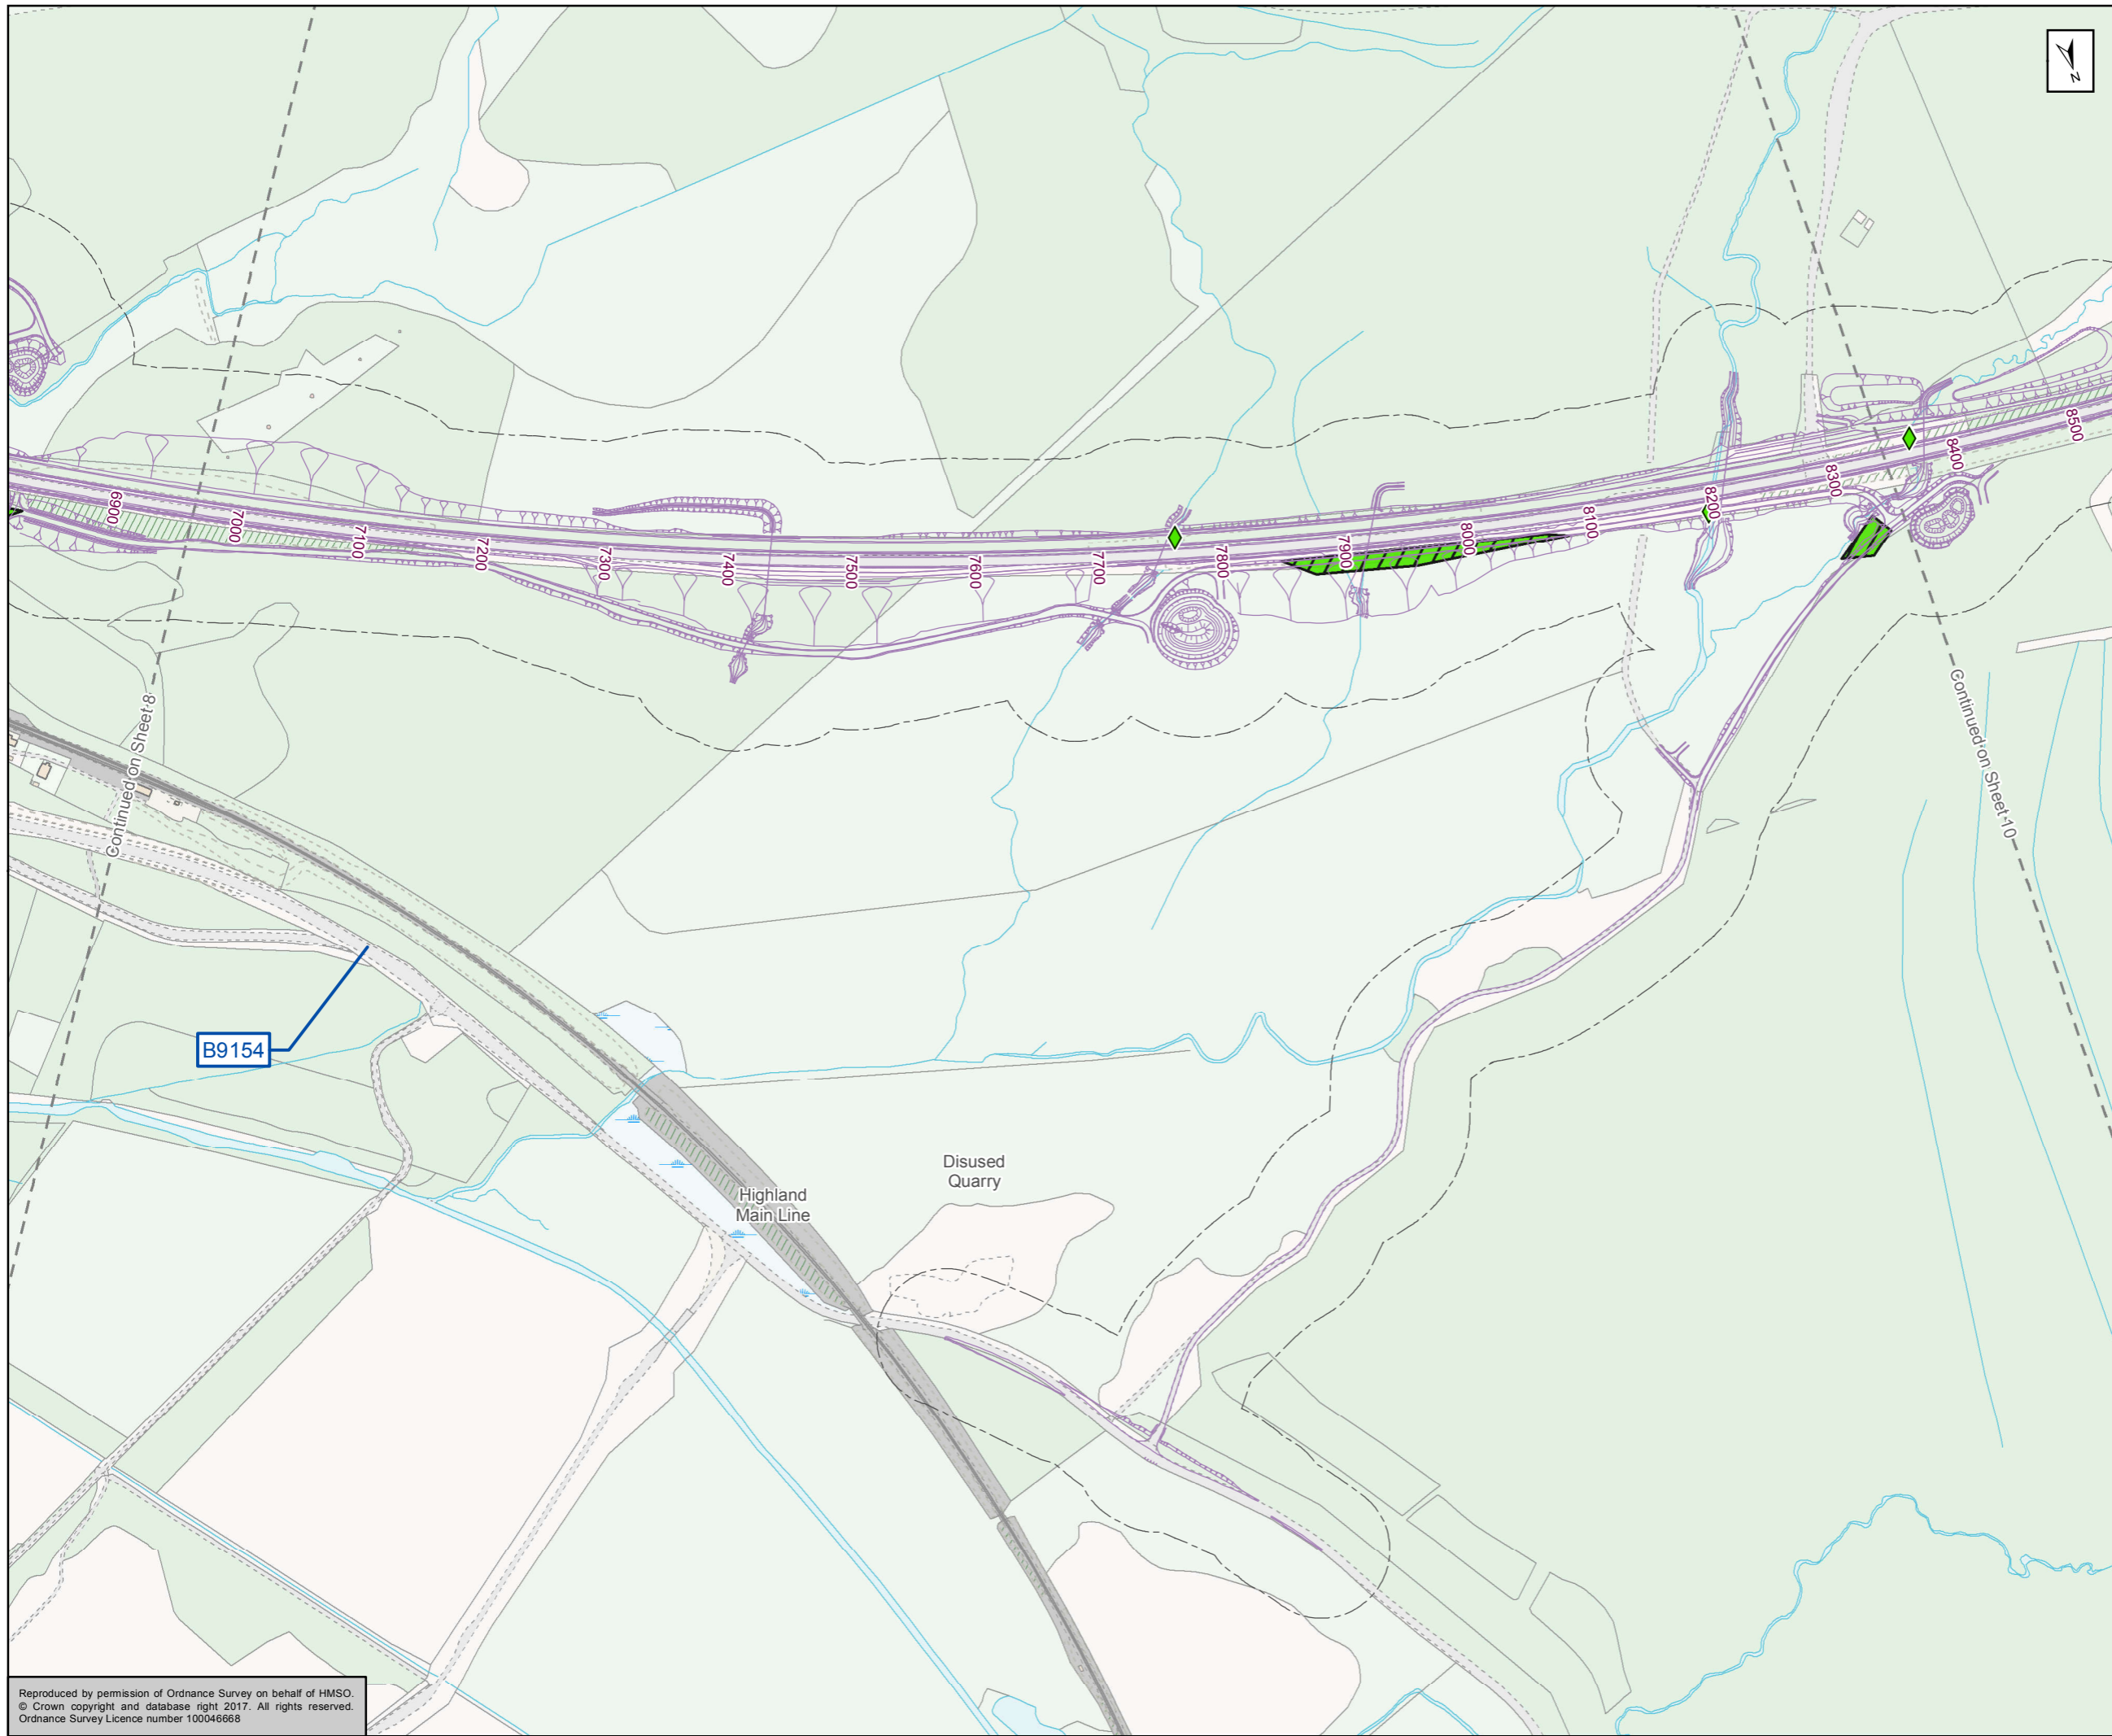 N
6900
7000
7100
7200
7300
7400
7500
7600
7700
7800
7900
8000
8100
8200
8300
8400
8500
Continued on Sheet 8
Continued on Sheet 10
B9154
Disused
Quarry
Highland
Main Line
Reproduced by permission of Ordnance Survey on behalf of HMSO.
© Crown copyright and database right 2017. All rights reserved.
Ordnance Survey Licence number 100046668